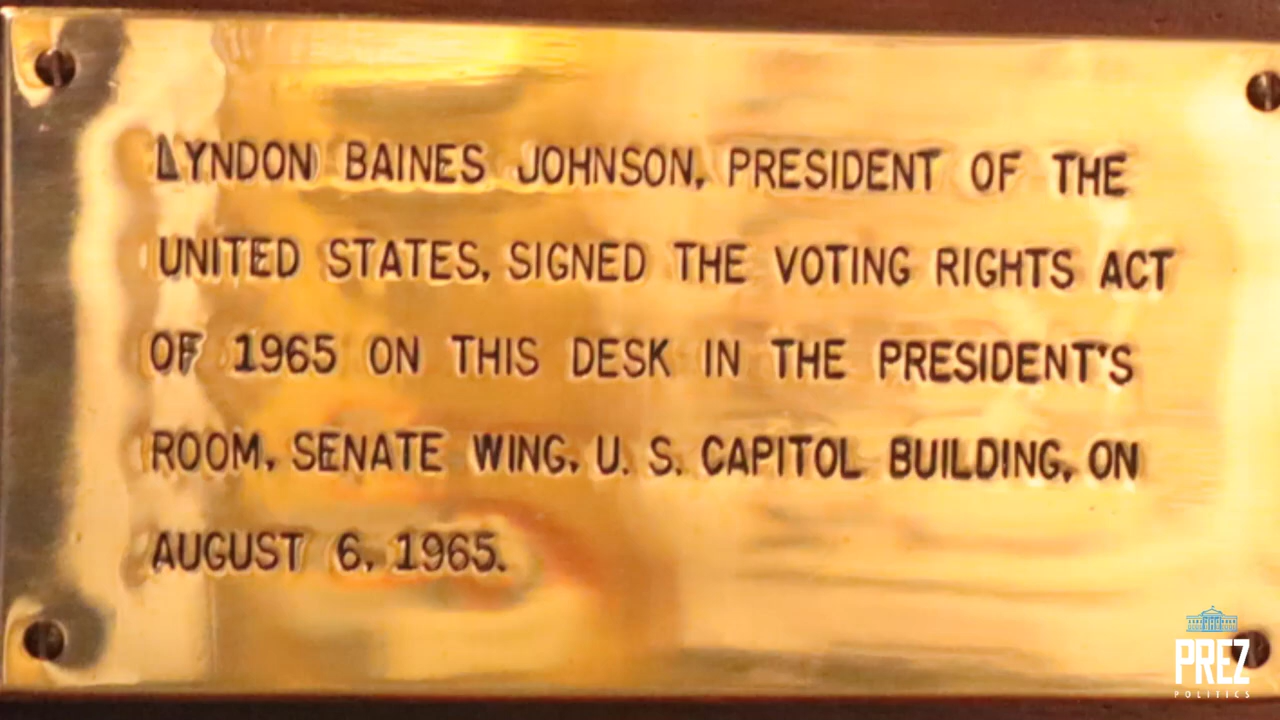 LYNDON BAINES JOHNSON, PRESIDENT OF THE
UNITED STATES, SIGNED THE VOTING RIGHTS ACT
OF 1965 ON THIS DESK IN THE PRESIDENT'S
ROOM, SENATE WING, U. S. CAPITOL BUILDING, ON
AUGUST 6, 1965.
PREZ
POLITICS